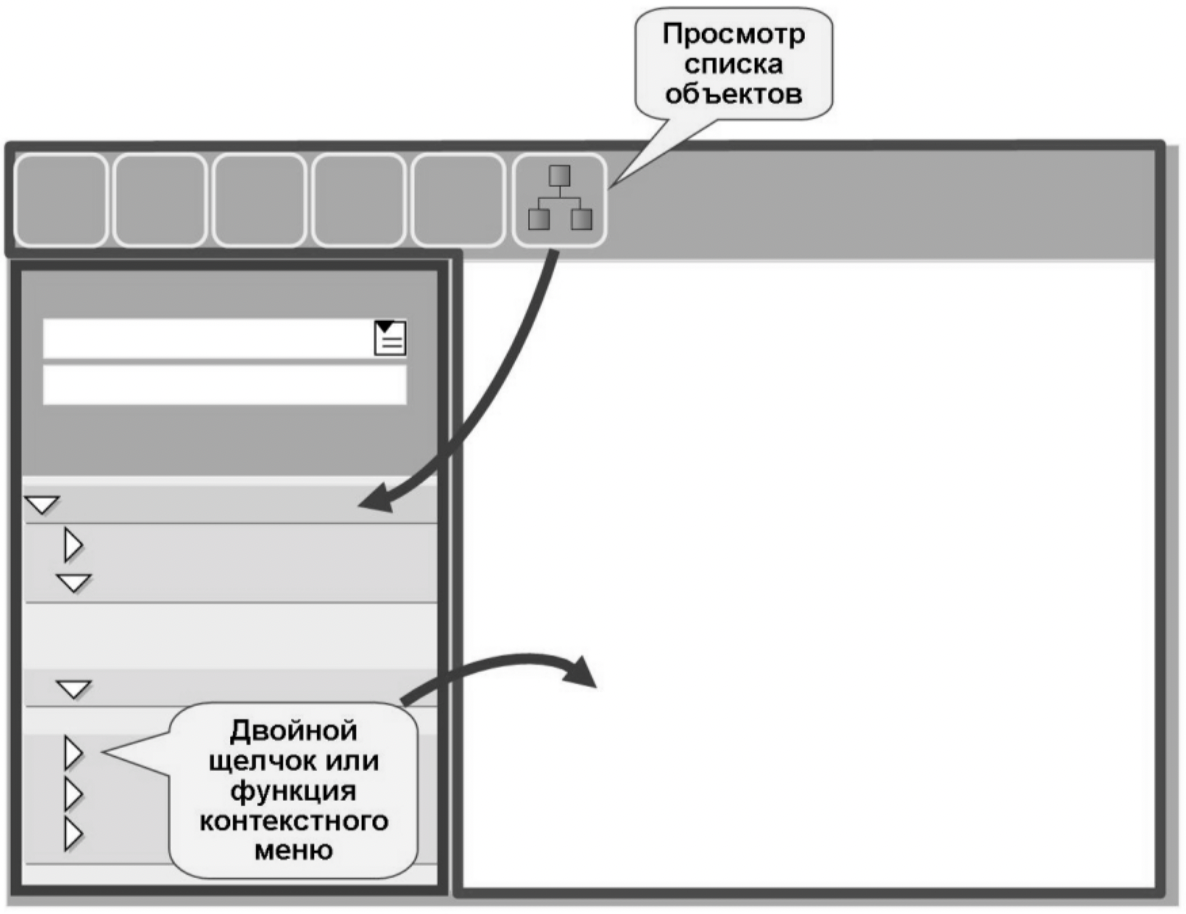 Просмотр
списка
объектов
Двойной
щелчок или
функция
контекстного
меню